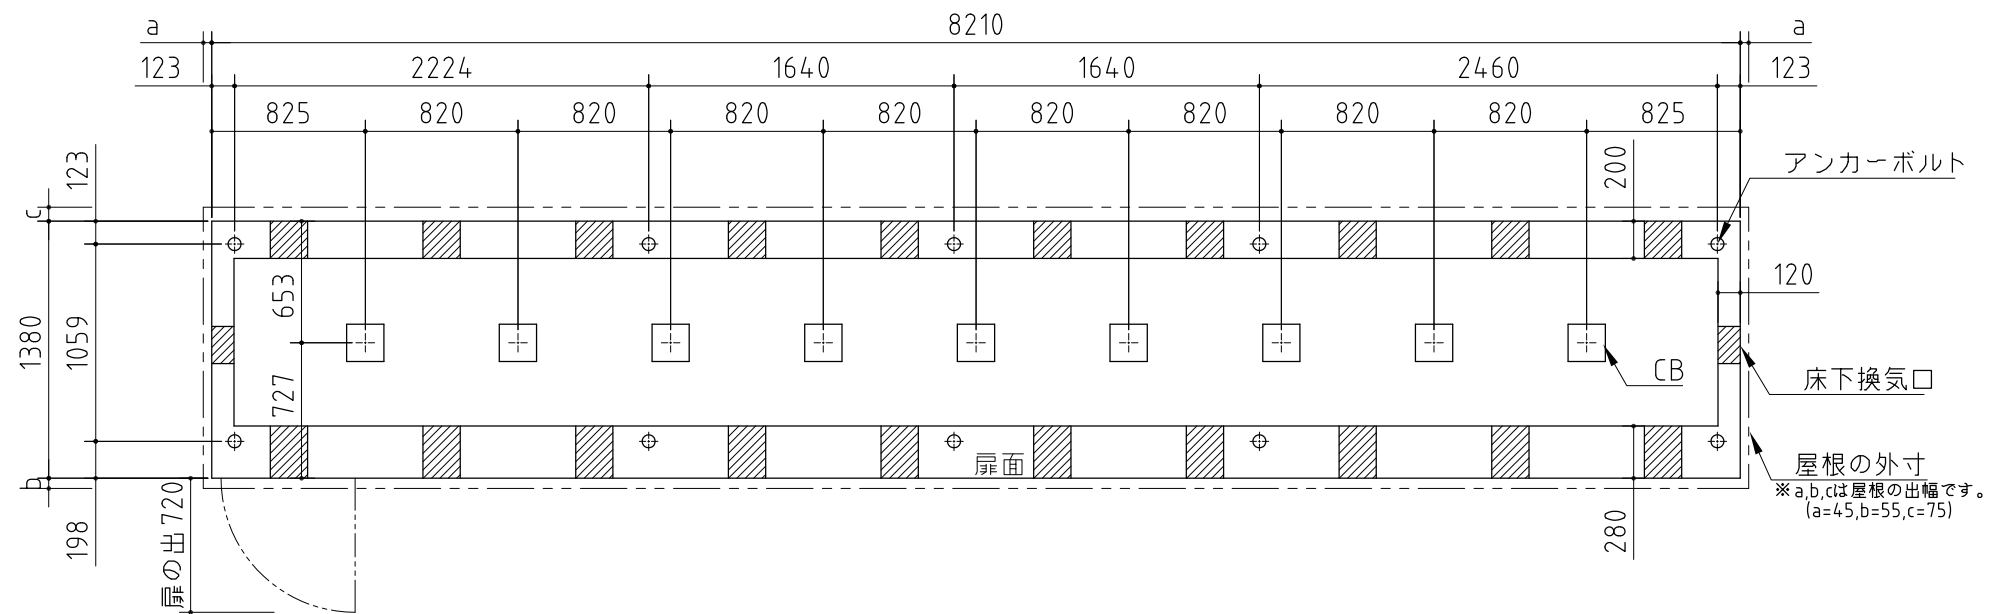 a 8210 a
123 2224 1640 1640 2460 123
825 820 820 820 820 820 820 820 820 825
123
200
アンカーボルト
c
653
120
1380
1059
727
CB
床下換気口
扉面
屋根の外寸
※a,b,cは屋根の出幅です。
(a=45,b=55,c=75)
b
198
扉の出 720
280